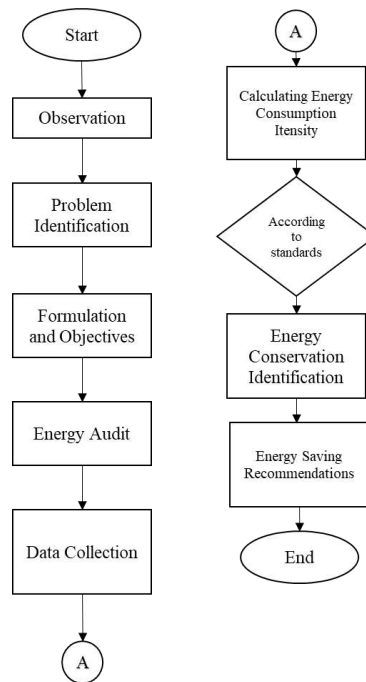 Start
Observation
Problem
Identification
Formulation
and Objectives
Energy Audit
Data Collection
A
A
Calculating Energy
Consumption
Itensity
According
to
standards
Energy
Conservation
Identification
Energy Saving
Recommendations
End